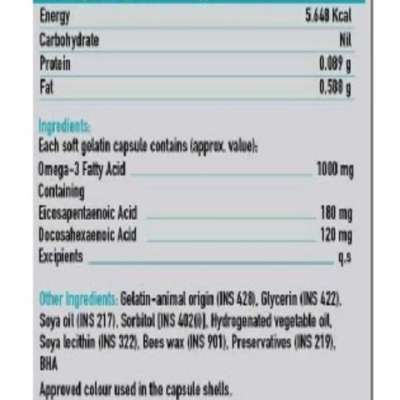 Energy 5.648 Kcal
Carbohydrate Nil
Protein 0.089 g
Fat 0.588 g
Ingredients:
Each soft gelatin capsule contains (approx. value):
Omega-3 Fatty Acid 1000 mg
Containing
Eicosapentaenoic Acid 180 mg
Docosahexaenoic Acid 120 mg
Excipients q.s
Other Ingredients: Gelatin-animal origin (INS 428), Glycerin (INS 422),
Soya oil (INS 217), Sorbitol [INS 402(i)], Hydrogenated vegetable oil,
Soya lecithin (INS 322), Bees wax (INS 901), Preservatives (INS 219),
BHA
Approved colour used in the capsule shells.